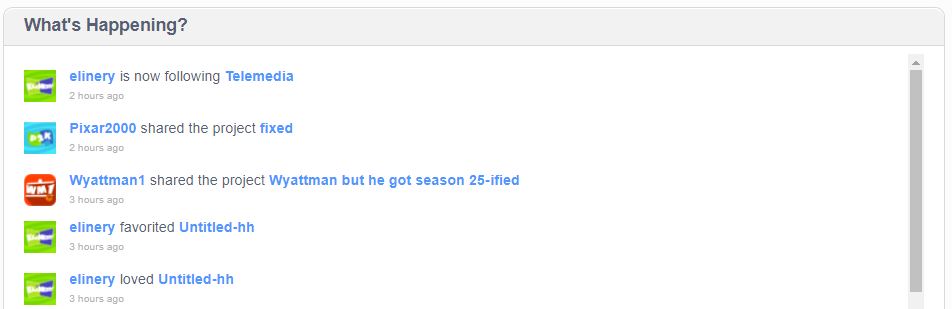 What's Happening?
elinery is now following Telemedia
2 hours ago
Pixar2000 shared the project fixed
2 hours ago
Wyattman1 shared the project Wyattman but he got season 25-ified
3 hours ago
elinery favorited Untitled-hh
3 hours ago
elinery loved Untitled-hh
3 hours ago